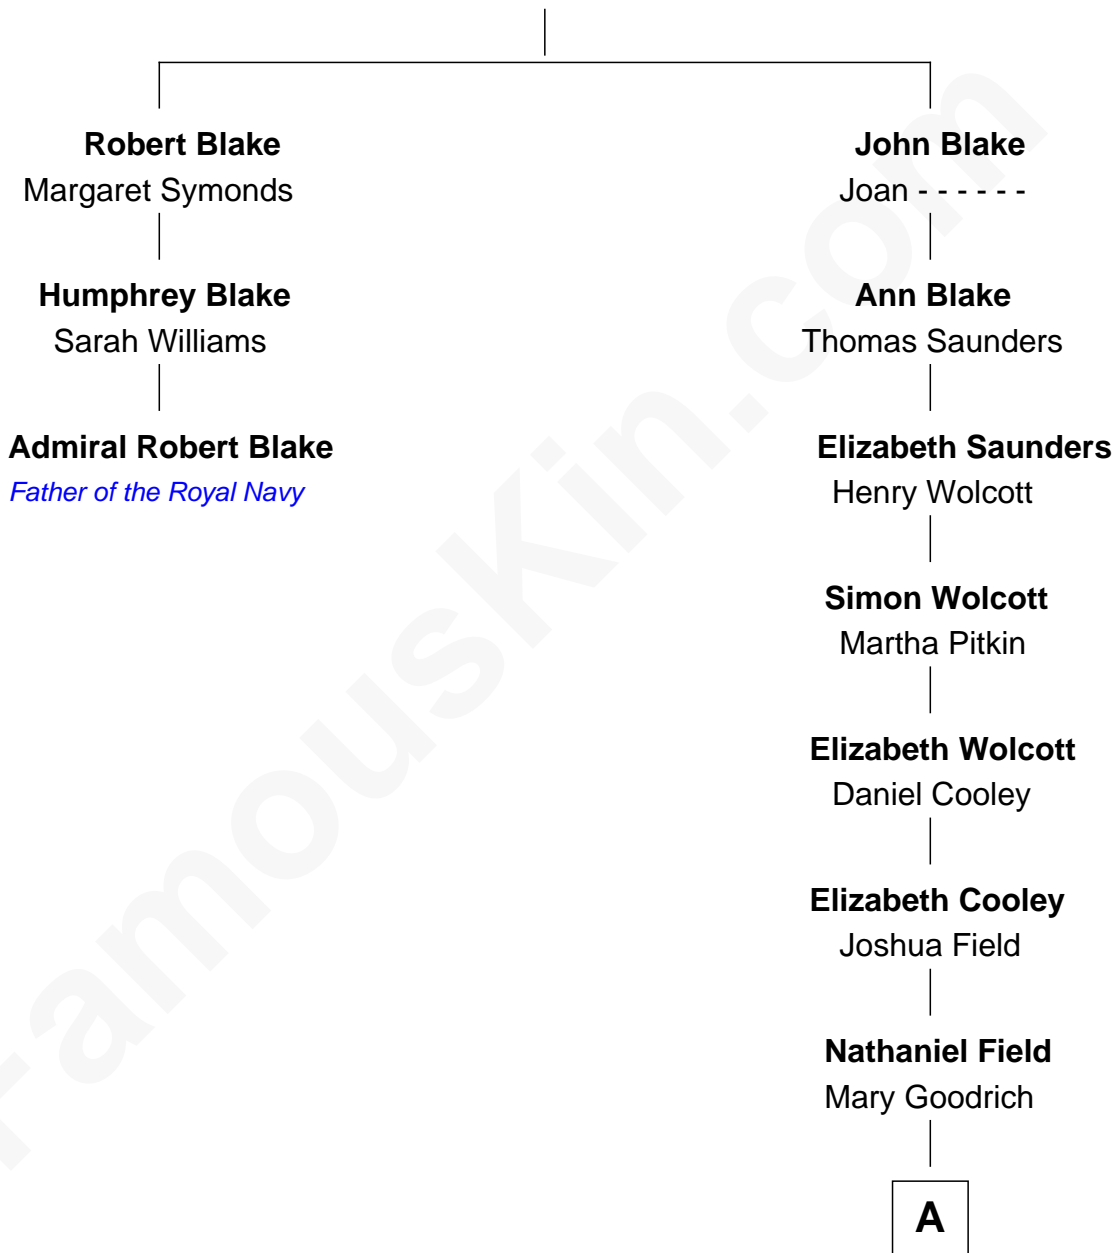 Robert Blake
Margaret Symonds
Humphrey Blake
Sarah Williams
Admiral Robert Blake
Father of the Royal Navy
John Blake
Joan - - - - - -
Ann Blake
Thomas Saunders
Elizabeth Saunders
Henry Wolcott
Simon Wolcott
Martha Pitkin
Elizabeth Wolcott
Daniel Cooley
Elizabeth Cooley
Joshua Field
Nathaniel Field
Mary Goodrich
A
FamousKin.com